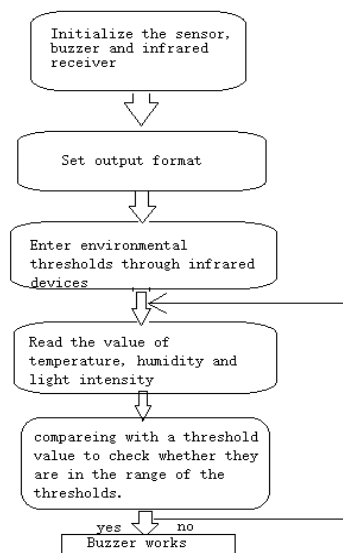 Initialize the sensor,
buzzer and infrared
receiver
Set output format
Enter environmental
thresholds through infrared
devices
Read the value of
temperature, humidity and
light intensity
compareing with a threshold
value to check whether they
are in the range of the
thresholds.
yes no
Buzzer works